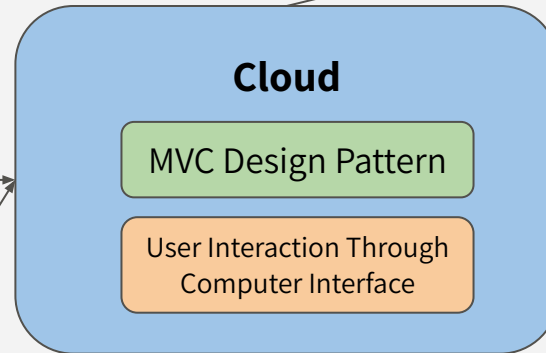 Cloud
MVC Design Pattern
User Interaction Through
Computer Interface